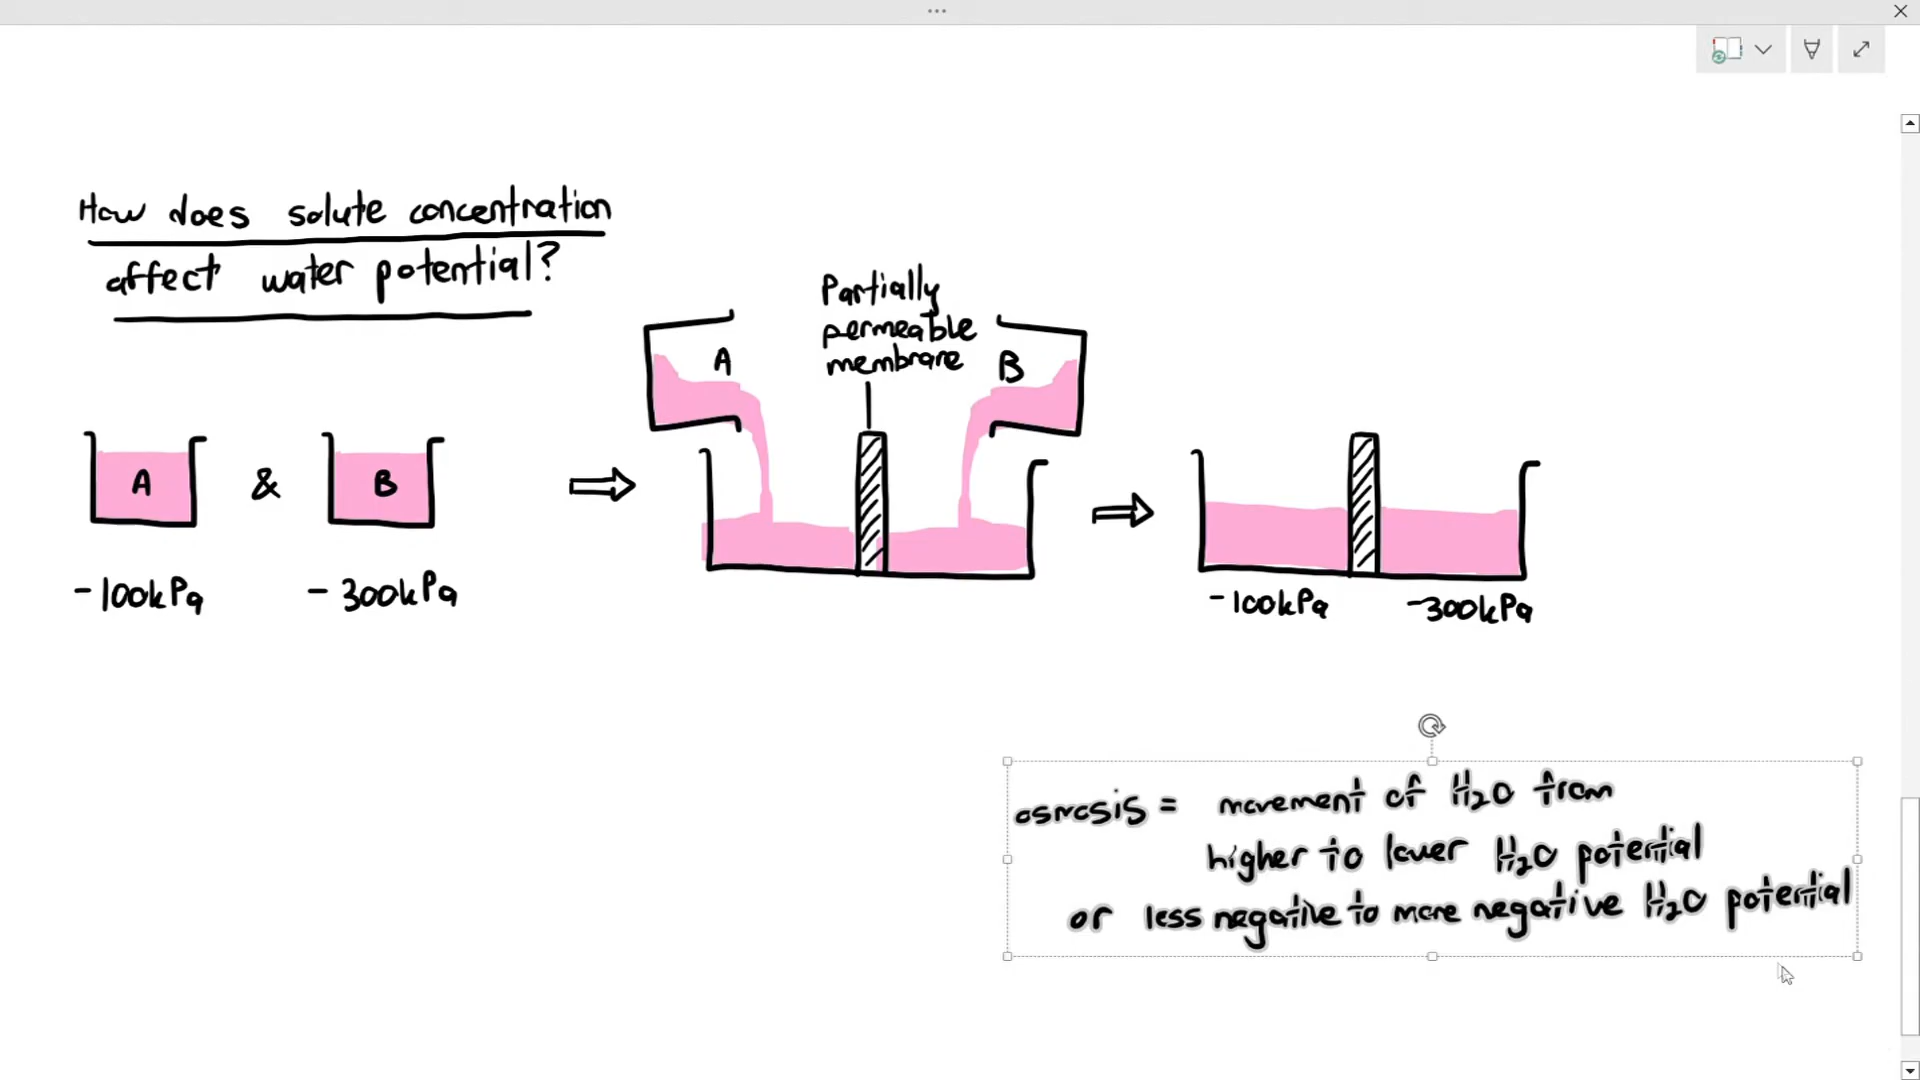 How does solute concentration
affect water potential?
Partially
permeable
membrane
A
B
A & B
-100kPa
-300kPa
-100kPa
-300kPa
osmosis = movement of H2O from
higher to lower H2O potential
or less negative to more negative H2O potential